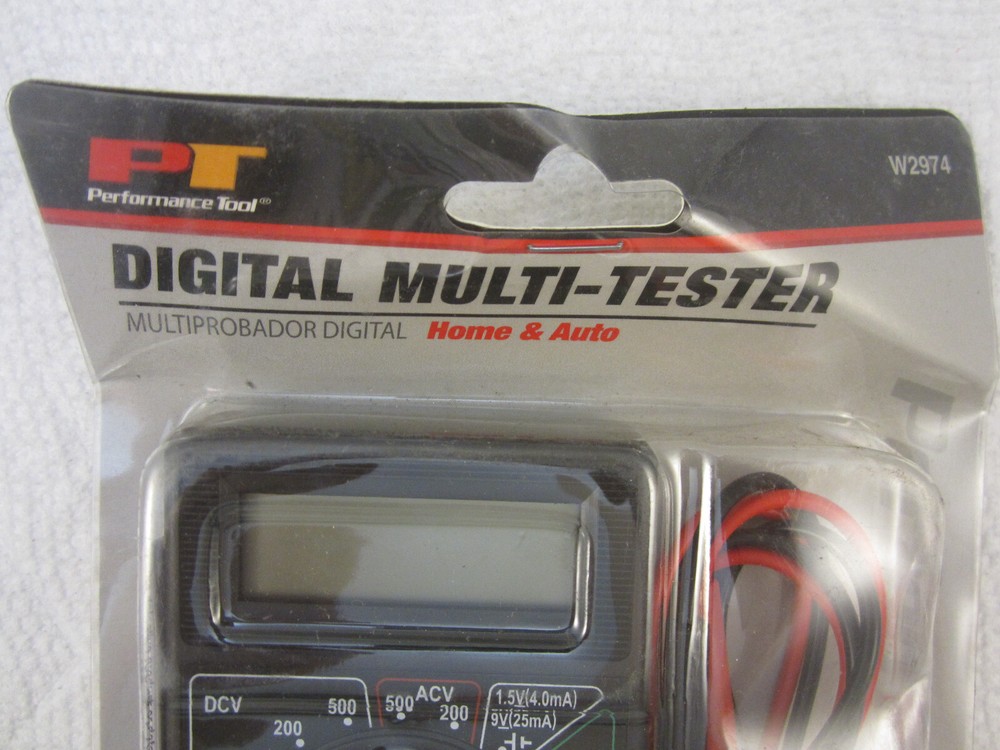 PT
Performance Tool®
W2974
DIGITAL MULTI-TESTER
MULTIPROBADOR DIGITAL Home & Auto
DCV 500 500 ACV 200 1.5V(4.0mA)
200 9V(25mA)